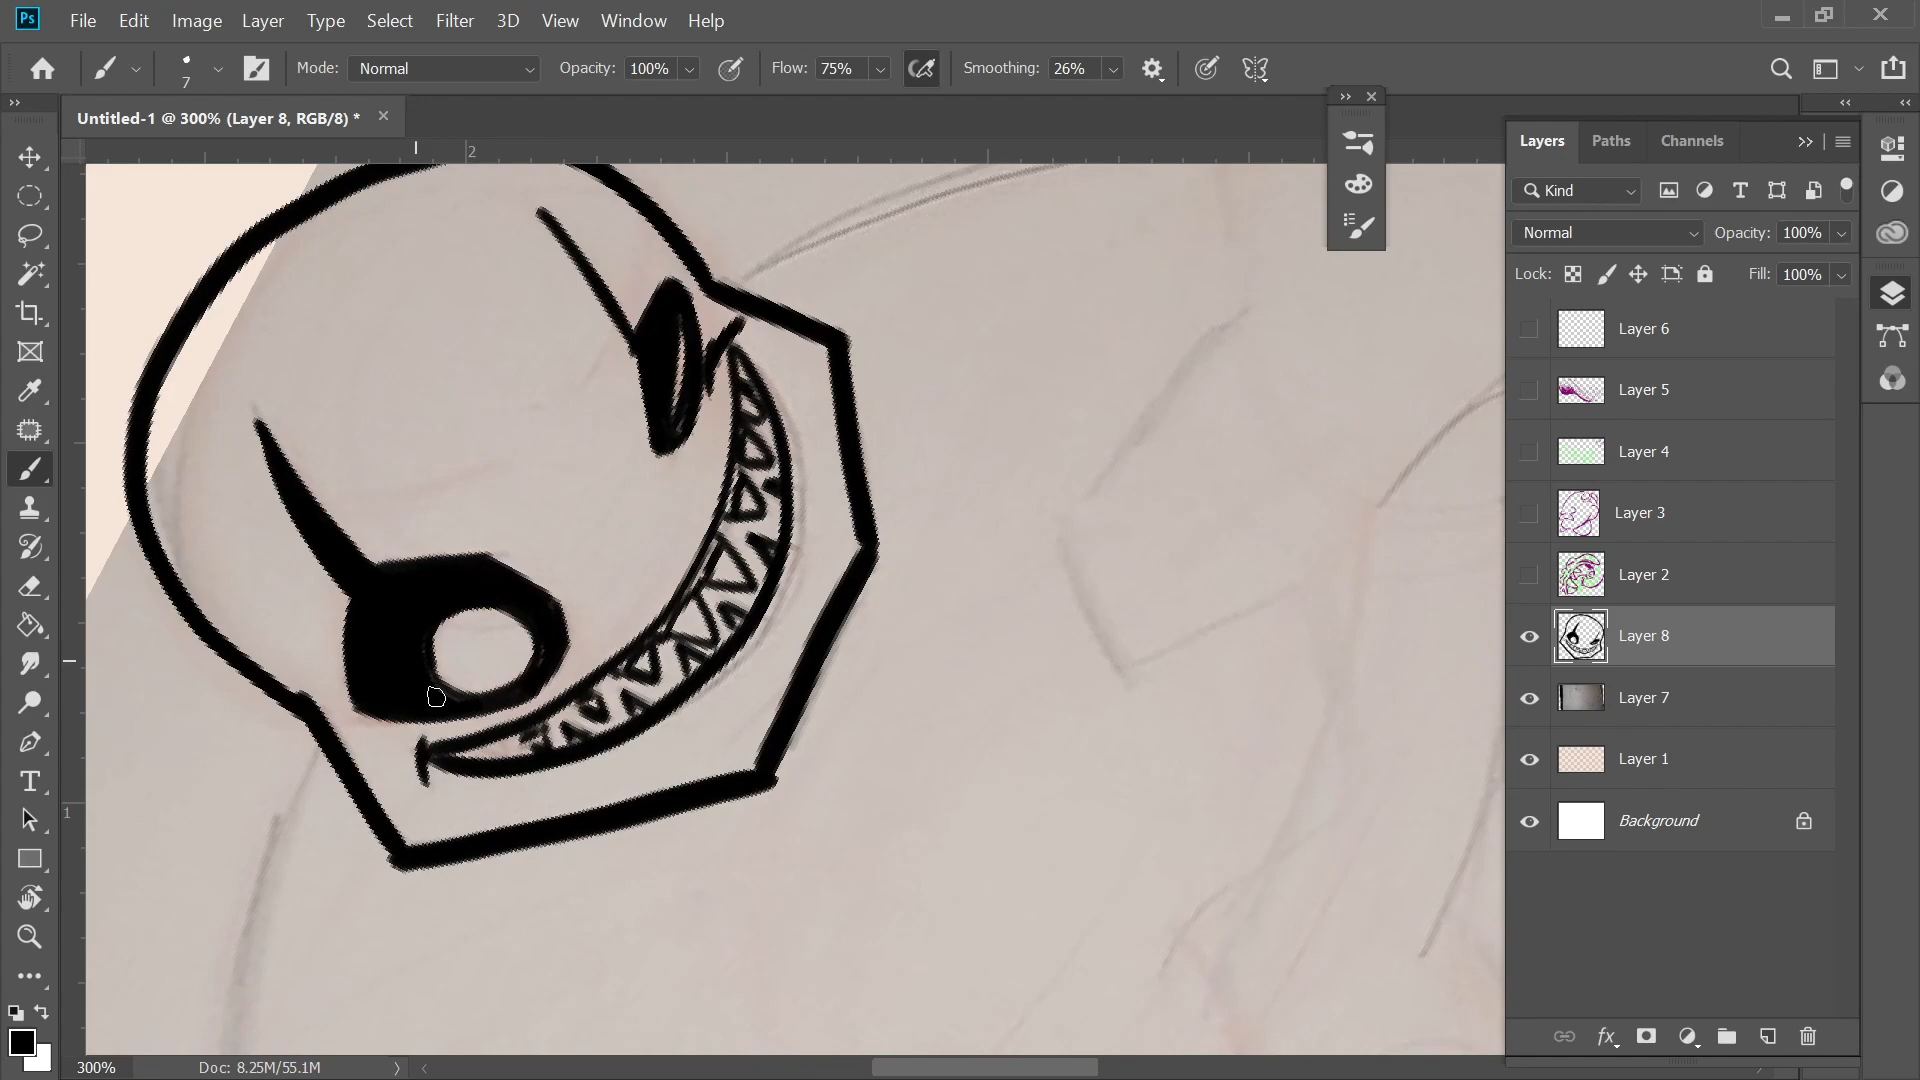 Ps File Edit Image Layer Select Type Filter 3D View Window Help
7 Mode: Normal Opacity: 100% Flow: 75% Smoothing: 26%
Untitled-1 @ 300% (Layer 8, RGB/8) *
2
1
Layers Paths Channels
Kind
Normal Opacity: 100%
Lock: Fill: 100%
Layer 6
Layer 5
Layer 4
Layer 3
Layer 2
Layer 8
Layer 7
Layer 1
Background
fx
300% Doc: 8.25M/55.1M